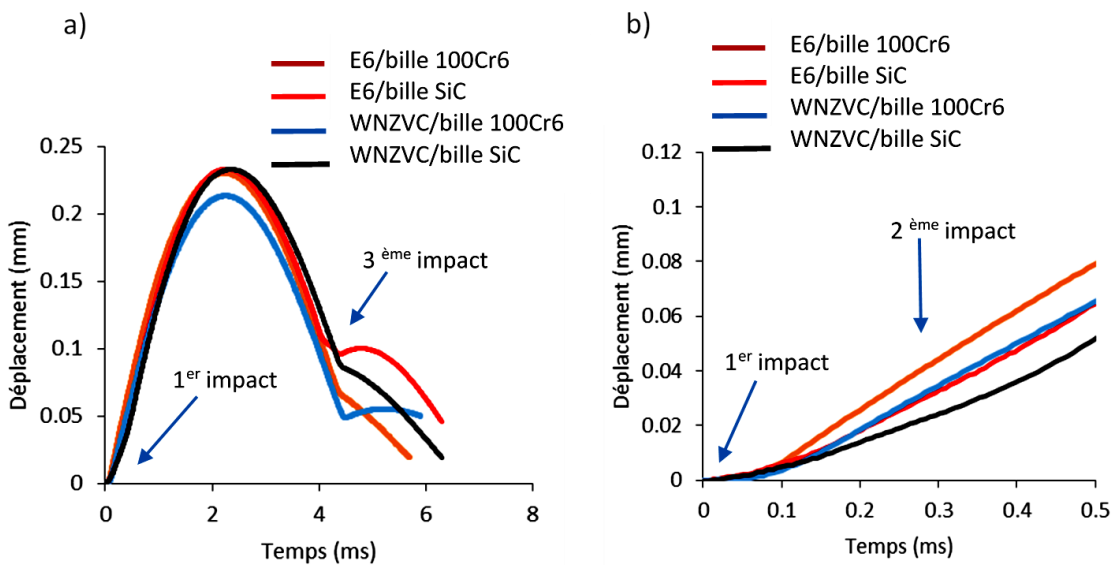 a)
E6/bille 100Cr6
E6/bille SiC
WNZVC/bille 100Cr6
WNZVC/bille SiC
0.25
0.2
0.15
0.1
0.05
0
Déplacement (mm)
3 ème impact
1er impact
0
2
4
6
8
Temps (ms)
b)
E6/bille 100Cr6
E6/bille SiC
WNZVC/bille 100Cr6
WNZVC/bille SiC
0.12
0.1
0.08
0.06
0.04
0.02
0
Déplacement (mm)
2 ème impact
1er impact
0
0.1
0.2
0.3
0.4
0.5
Temps (ms)